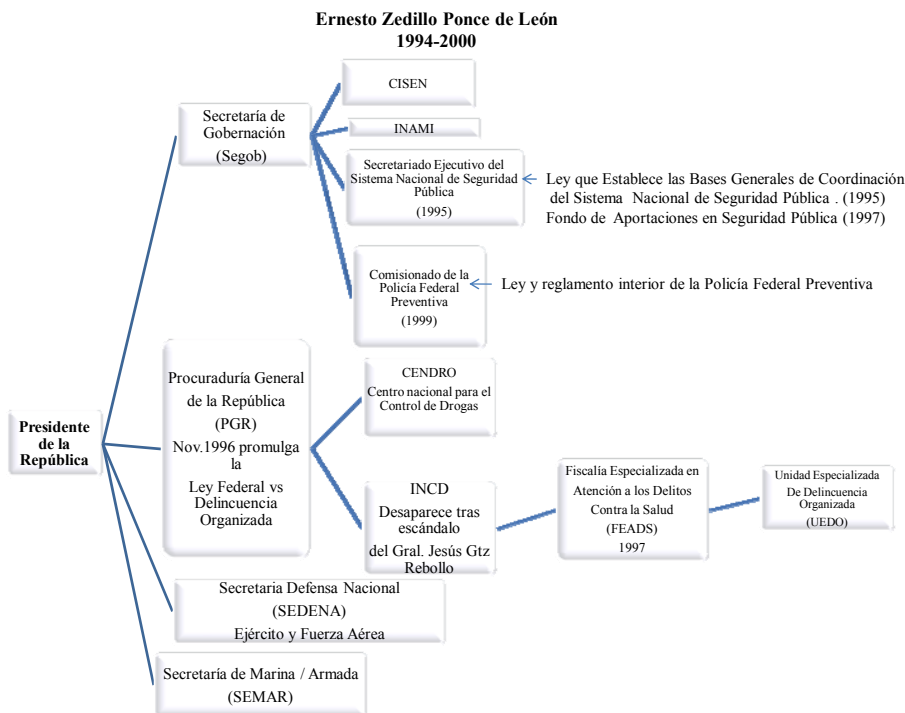 Ernesto Zedillo Ponce de León
1994-2000
CISEN
Secretaría de
Gobernación
(Segob)
INAMI
Secretariado Ejecutivo del
Sistema Nacional de Seguridad
Pública
(1995)
Ley que Establece las Bases Generales de Coordinación
del Sistema Nacional de Seguridad Pública . (1995)
Fondo de Aportaciones en Seguridad Pública (1997)
Comisionado de la
Policía Federal
Preventiva
(1999)
Ley y reglamento interior de la Policía Federal Preventiva
Presidente
de la
República
Procuraduría General
de la República
(PGR)
Nov.1996 promulga
la
Ley Federal vs
Delincuencia
Organizada
CENDRO
Centro nacional para el
Control de Drogas
INCD
Desaparece tras
escándalo
del Gral. Jesús Gtz
Rebollo
Fiscalía Especializada en
Atención a los Delitos
Contra la Salud
(FEADS)
1997
Unidad Especializada
De Delincuencia
Organizada
(UEDO)
Secretaria Defensa Nacional
(SEDENA)
Ejército y Fuerza Aérea
Secretaría de Marina / Armada
(SEMAR)